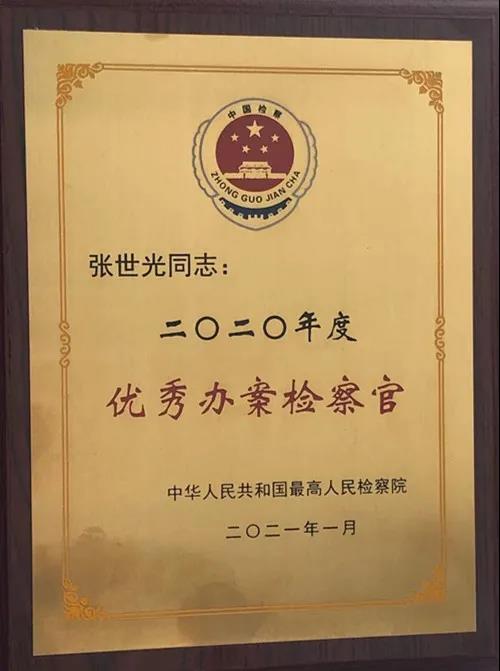 中国检察
ZHONG GUO JIAN CHA
张世光同志：
二〇二〇年度
优秀办案检察官
中华人民共和国最高人民检察院
二〇二一年一月